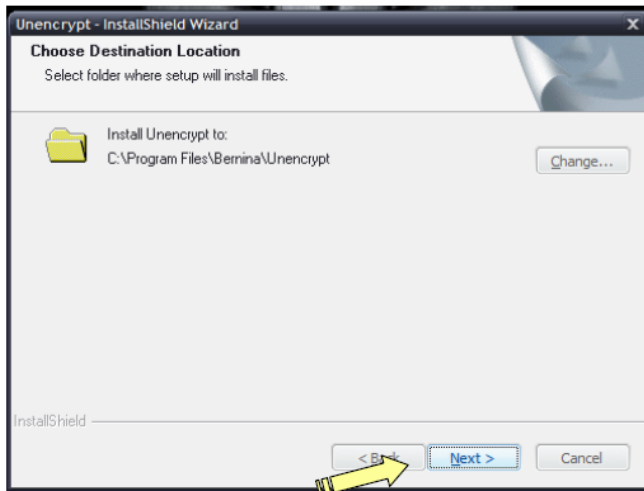 Unencrypt - InstallShield Wizard
Choose Destination Location
Select folder where setup will install files.
Install Unencrypt to:
C:\Program Files\Bernina\Unencrypt
Change...
InstallShield
< Back Next > Cancel